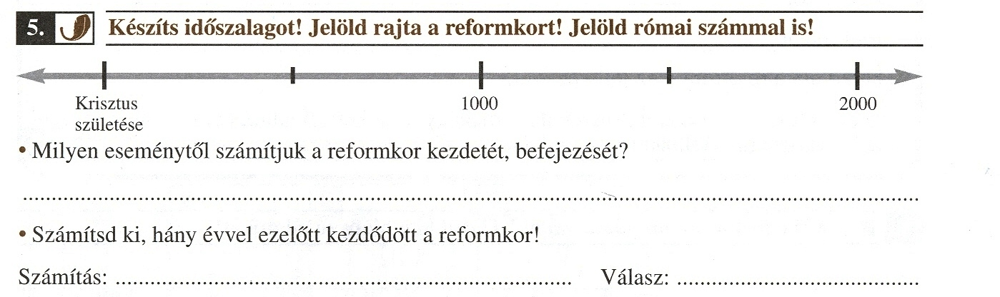 5. Készíts időszalagot! Jelöld rajta a reformkort! Jelöld római számmal is!
Krisztus születése
1000
2000
• Milyen eseménytől számítjuk a reformkor kezdetét, befejezését?
• Számítsd ki, hány évvel ezelőtt kezdődött a reformkor!
Számítás: ........................ Válasz: ........................